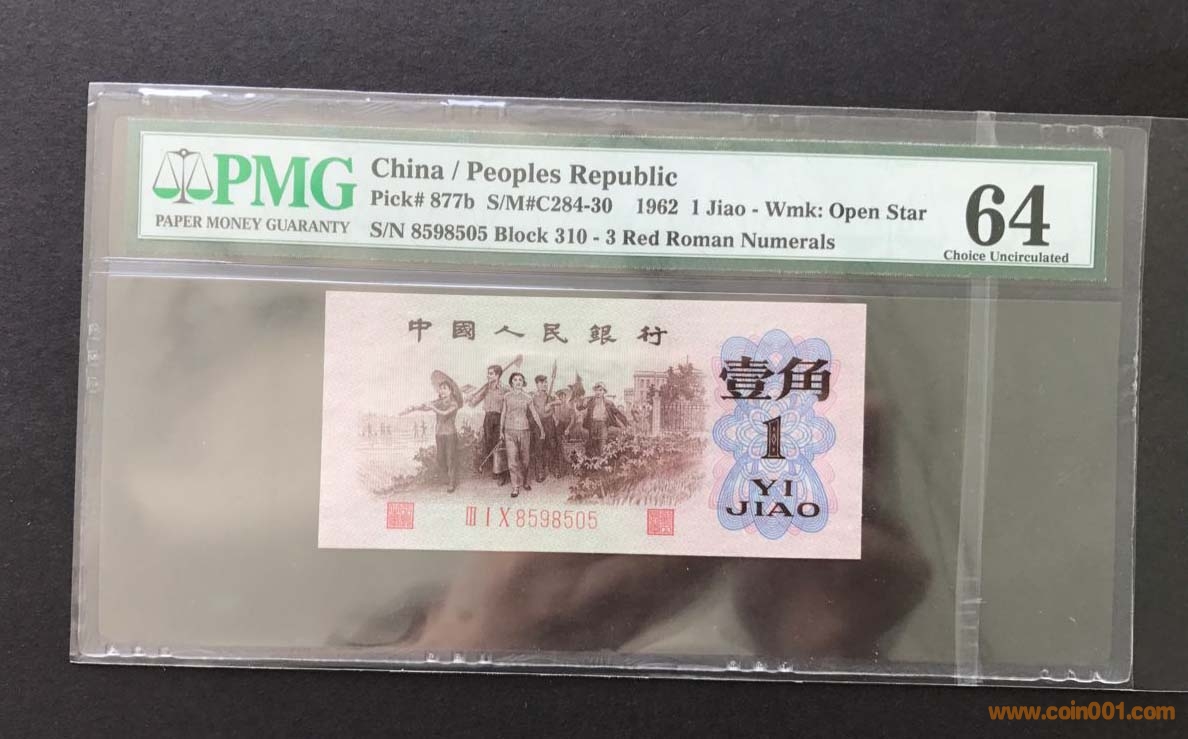 PMG
PAPER MONEY GUARANTY
China / Peoples Republic
Pick# 877b S/M#C284-30 1962 1 Jiao - Wmk: Open Star
S/N 8598505 Block 310 - 3 Red Roman Numerals
64
Choice Uncirculated
中國人民銀行
壹角
1
YI
JIAO
III I X 8598505
www.coin001.com